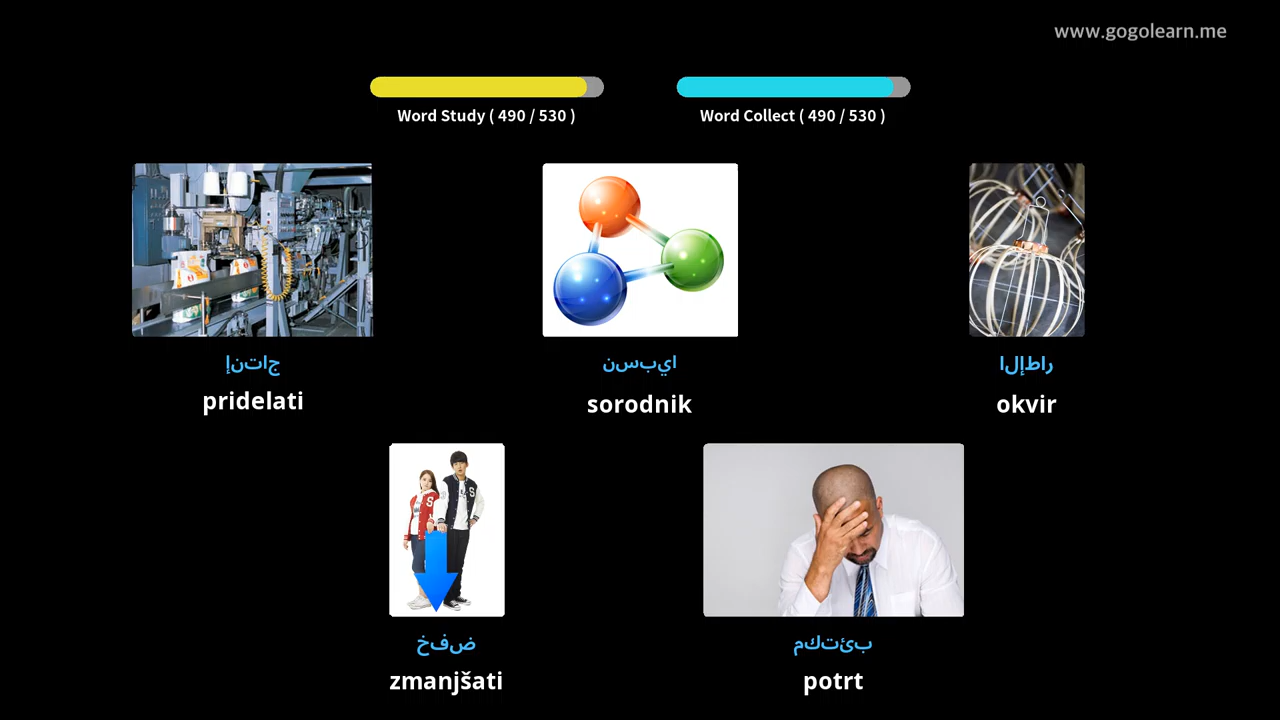 www.gogolearn.me
Word Study ( 490 / 530 )
Word Collect ( 490 / 530 )
إنتاج
pridelati
نسبيا
sorodnik
الإطار
okvir
خفض
zmanjšati
مكتئب
potrt